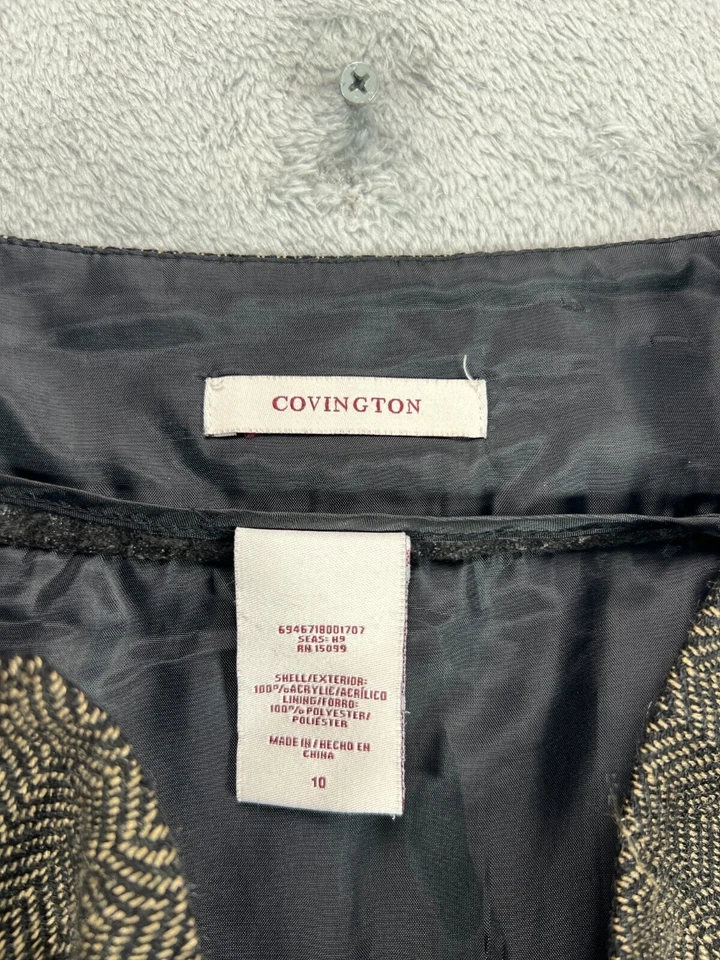 COVINGTON
6946718001707
SEAS: H9
RN 15099
SHELL/EXTERIOR:
100%ACRYLIC/ACRÍLICO
LINING/FORRO:
100% POLYESTER/
POLIÉSTER
MADE IN/HECHO EN
CHINA
10